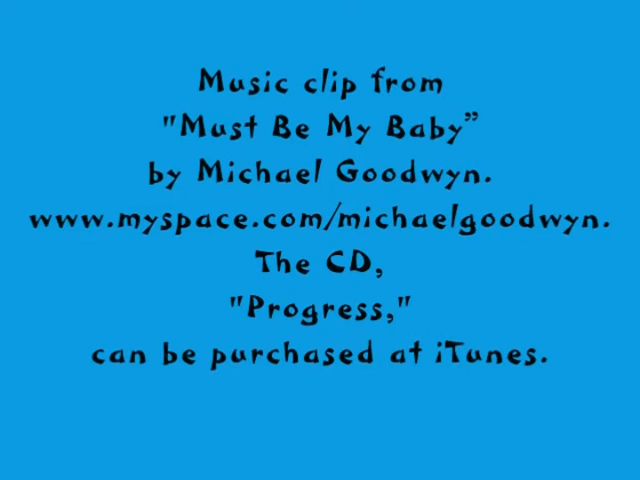 Music clip from
"Must Be My Baby”
by Michael Goodwyn.
www.myspace.com/michaelgoodwyn.
The CD,
"Progress,"
can be purchased at iTunes.